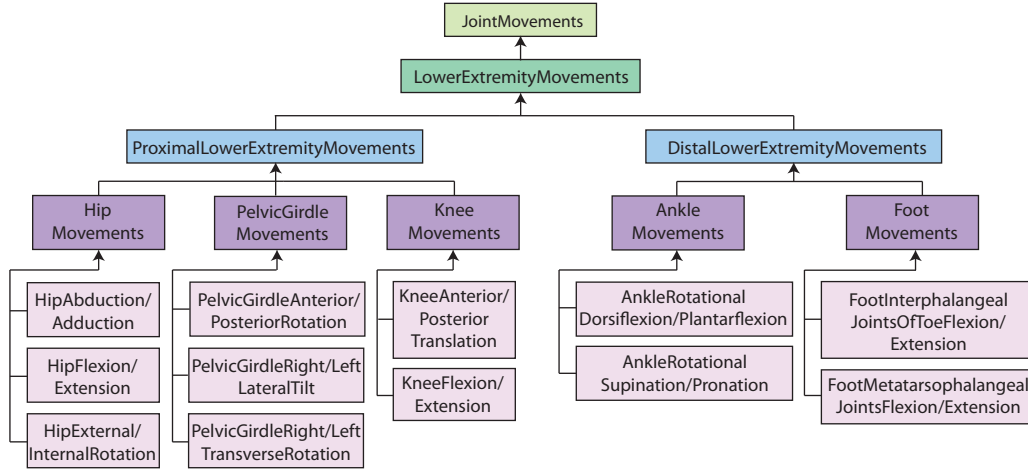 JointMovements
LowerExtremityMovements
ProximalLowerExtremityMovements
DistalLowerExtremityMovements
Hip
Movements
PelvicGirdle
Movements
Knee
Movements
Ankle
Movements
Foot
Movements
HipAbduction/
Adduction
HipFlexion/
Extension
HipExternal/
InternalRotation
PelvicGirdleAnterior/
PosteriorRotation
PelvicGirdleRight/Left
LateralTilt
PelvicGirdleRight/Left
TransverseRotation
KneeAnterior/
Posterior
Translation
KneeFlexion/
Extension
AnkleRotational
Dorsiflexion/Plantarflexion
AnkleRotational
Supination/Pronation
FootInterphalangeal
JointsOfToeFlexion/
Extension
FootMetatarsophalangeal
JointsFlexion/Extension